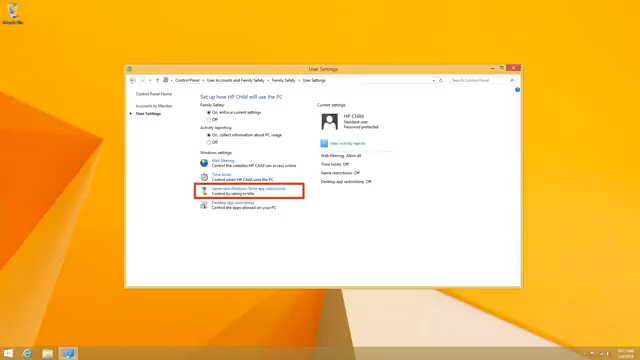 Recycle Bin
User Settings
Control Panel
User Accounts and Family Safety
Family Safety
User Settings
Search Control Panel
Control Panel Home
Accounts to Monitor
User Settings
Set up how HP Child will use the PC
Family Safety:
On, enforce current settings
Off
Activity reporting:
On, collect information about PC usage
Off
Windows settings:
Web filtering
Control the websites HP Child can access online
Time limits
Control when HP Child uses the PC
Game and Windows Store app restrictions
Control by rating or title
Desktop app restrictions
Control the apps allowed on your PC
Current settings:
HP Child
Standard user
Password protected
View activity reports
Web filtering: Allow all
Time limits: Off
Game restrictions: Off
Desktop app restrictions: Off